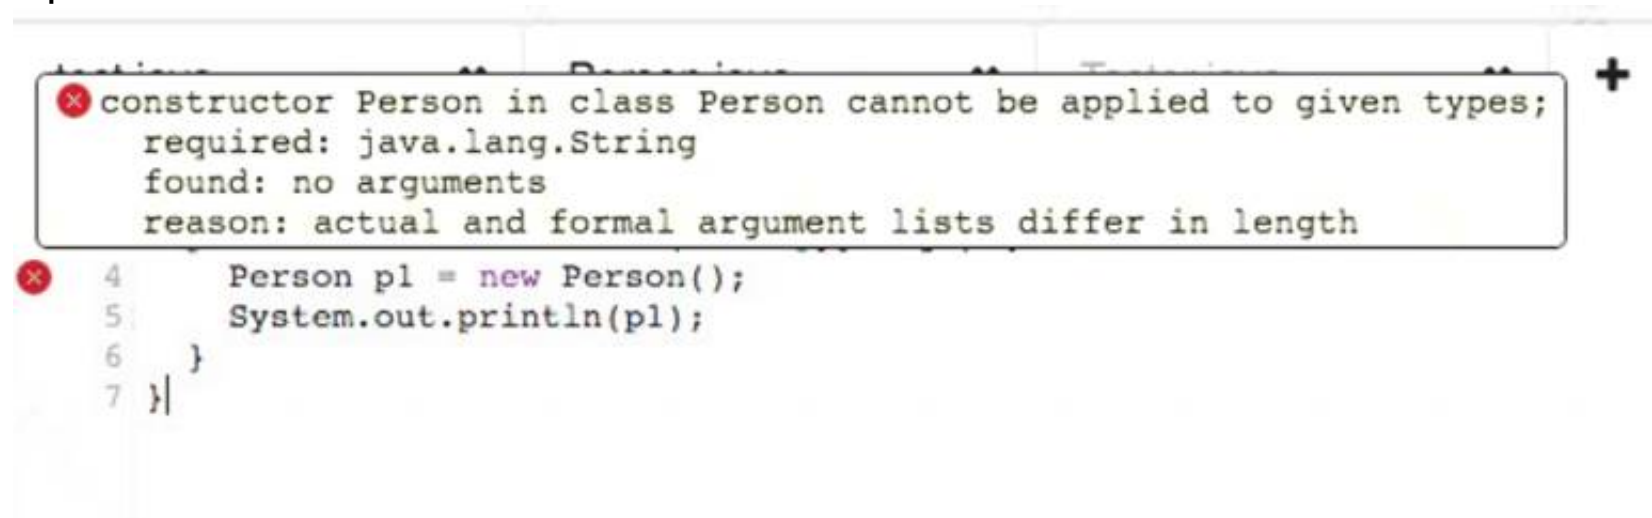 constructor Person in class Person cannot be applied to given types;
required: java.lang.String
found: no arguments
reason: actual and formal argument lists differ in length
4 Person p1 = new Person();
5 System.out.println(p1);
6 }
7 }